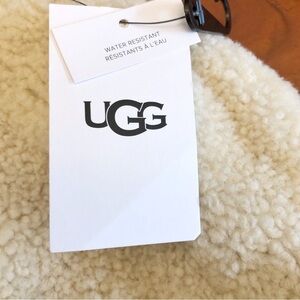 WATER RESISTANT
RÉSISTANTS À L'EAU
UGG